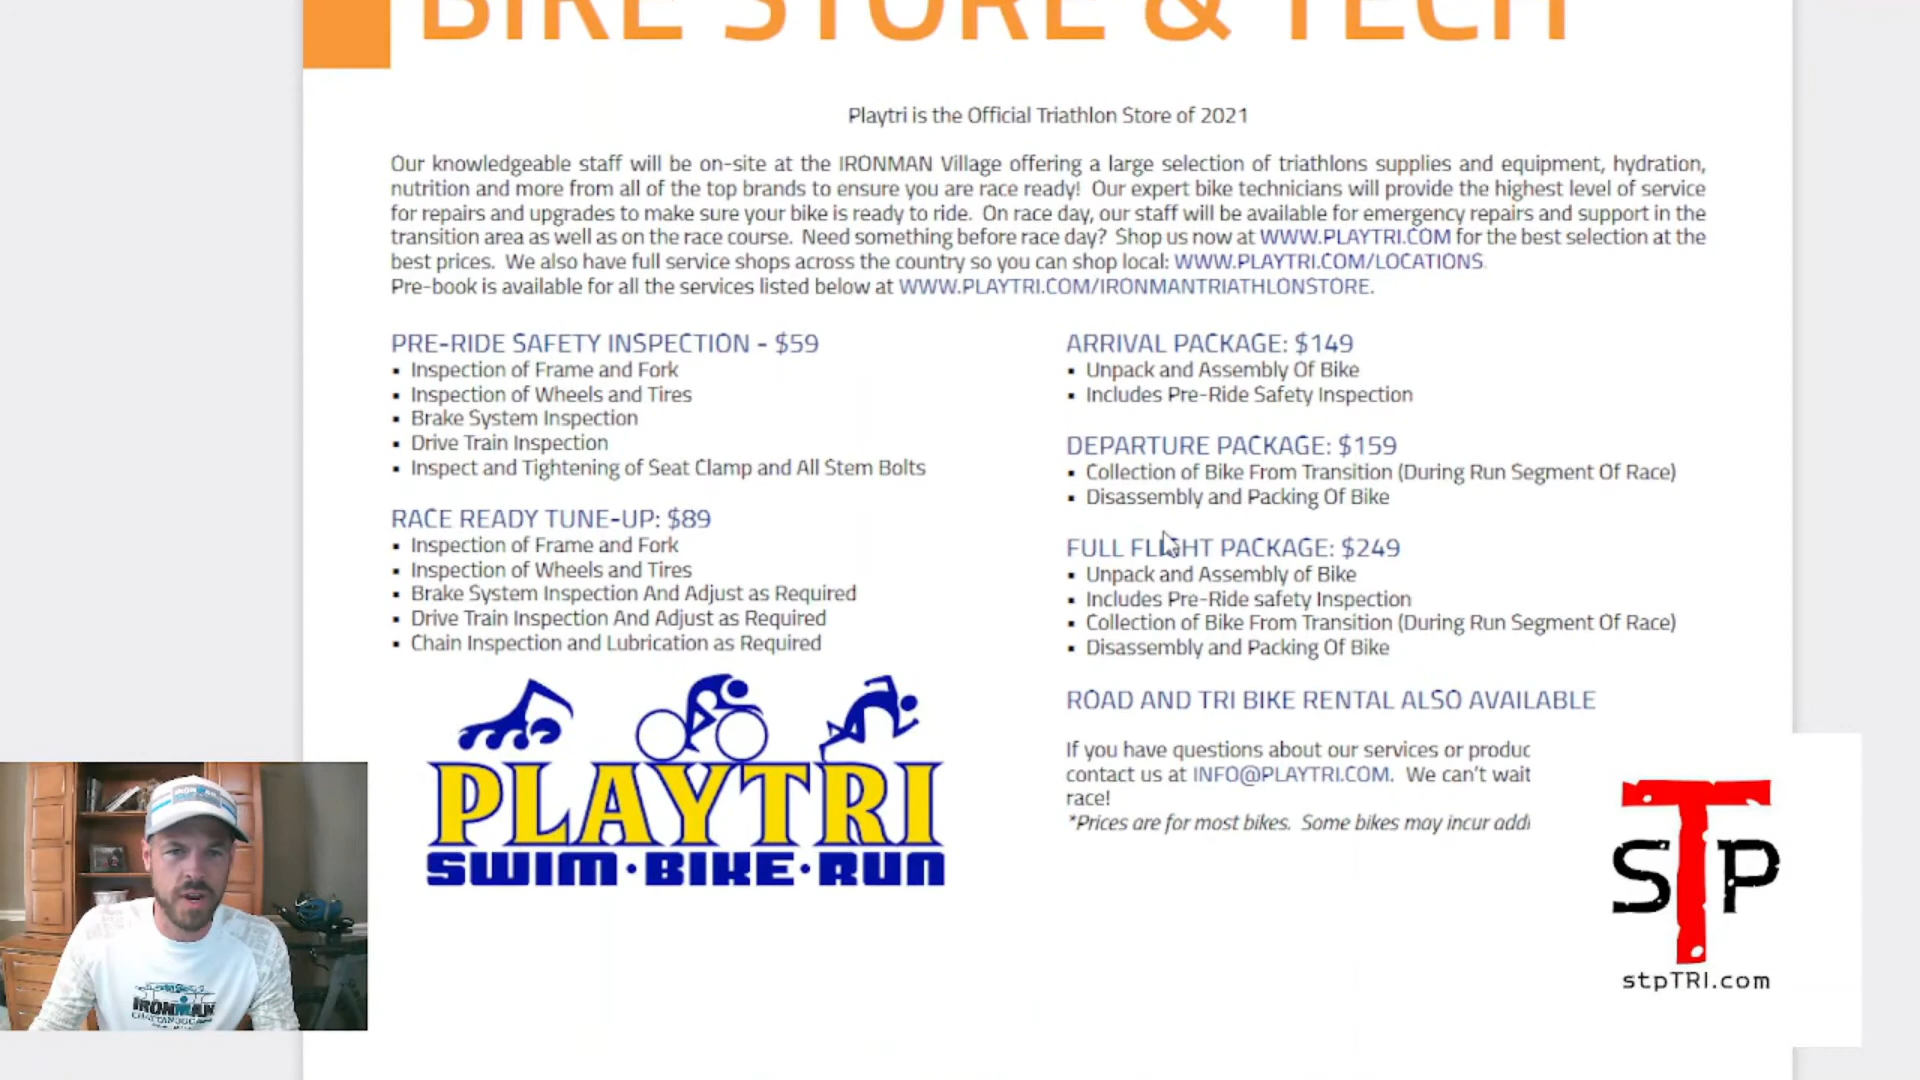 BIKE STORE & TECH
Playtri is the Official Triathlon Store of 2021
Our knowledgeable staff will be on-site at the IRONMAN Village offering a large selection of triathlons supplies and equipment, hydration,
nutrition and more from all of the top brands to ensure you are race ready! Our expert bike technicians will provide the highest level of service
for repairs and upgrades to make sure your bike is ready to ride. On race day, our staff will be available for emergency repairs and support in the
transition area as well as on the race course. Need something before race day? Shop us now at WWW.PLAYTRI.COM for the best selection at the
best prices. We also have full service shops across the country so you can shop local: WWW.PLAYTRI.COM/LOCATIONS.
Pre-book is available for all the services listed below at WWW.PLAYTRI.COM/IRONMANTRIATHLONSTORE.
PRE-RIDE SAFETY INSPECTION - $59
▪ Inspection of Frame and Fork
▪ Inspection of Wheels and Tires
▪ Brake System Inspection
▪ Drive Train Inspection
▪ Inspect and Tightening of Seat Clamp and All Stem Bolts
RACE READY TUNE-UP: $89
▪ Inspection of Frame and Fork
▪ Inspection of Wheels and Tires
▪ Brake System Inspection And Adjust as Required
▪ Drive Train Inspection And Adjust as Required
▪ Chain Inspection and Lubrication as Required
PLAYTRI
SWIM·BIKE·RUN
ARRIVAL PACKAGE: $149
▪ Unpack and Assembly Of Bike
▪ Includes Pre-Ride Safety Inspection
DEPARTURE PACKAGE: $159
▪ Collection of Bike From Transition (During Run Segment Of Race)
▪ Disassembly and Packing Of Bike
FULL FLIGHT PACKAGE: $249
▪ Unpack and Assembly of Bike
▪ Includes Pre-Ride safety Inspection
▪ Collection of Bike From Transition (During Run Segment Of Race)
▪ Disassembly and Packing Of Bike
ROAD AND TRI BIKE RENTAL ALSO AVAILABLE
If you have questions about our services or produc
contact us at INFO@PLAYTRI.COM. We can't wait
race!
*Prices are for most bikes. Some bikes may incur addi
IRONMAN
CHATTANOOGA
STP
stpTRI.com